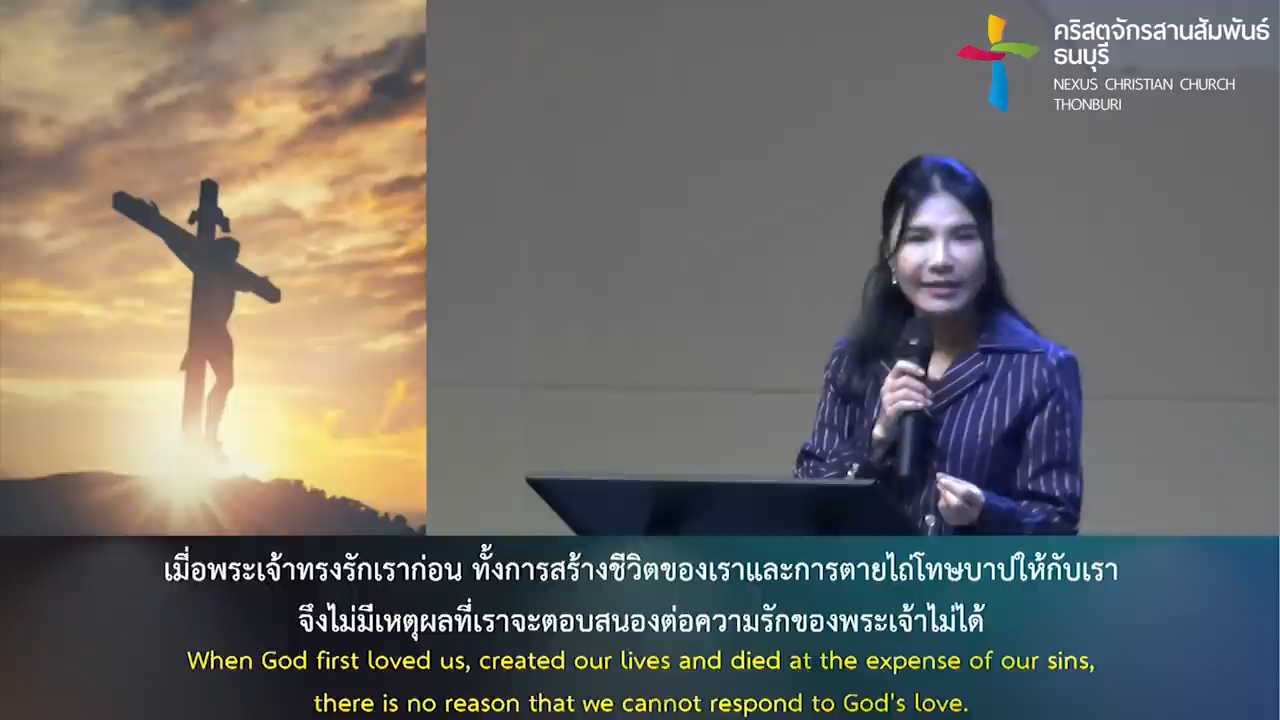 คริสตจักรสานสัมพันธ์
ธนบุรี
NEXUS CHRISTIAN CHURCH
THONBURI
เมื่อพระเจ้าทรงรักเราก่อน ทั้งการสร้างชีวิตของเราและการตายไถ่โทษบาปให้กับเรา
จึงไม่มีเหตุผลที่เราจะตอบสนองต่อความรักของพระเจ้าไม่ได้
When God first loved us, created our lives and died at the expense of our sins,
there is no reason that we cannot respond to God's love.